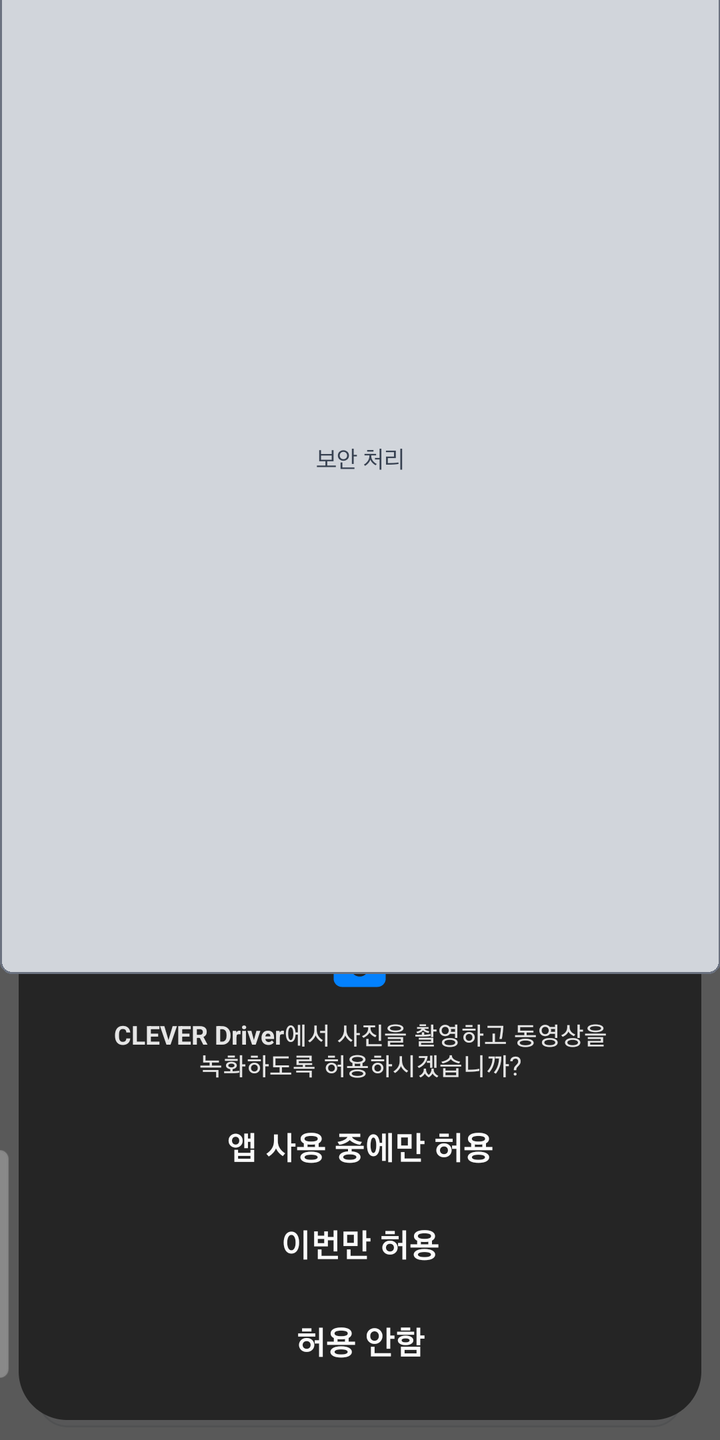 보안 처리
CLEVER Driver에서 사진을 촬영하고 동영상을
녹화하도록 허용하시겠습니까?
앱 사용 중에만 허용
이번만 허용
허용 안함